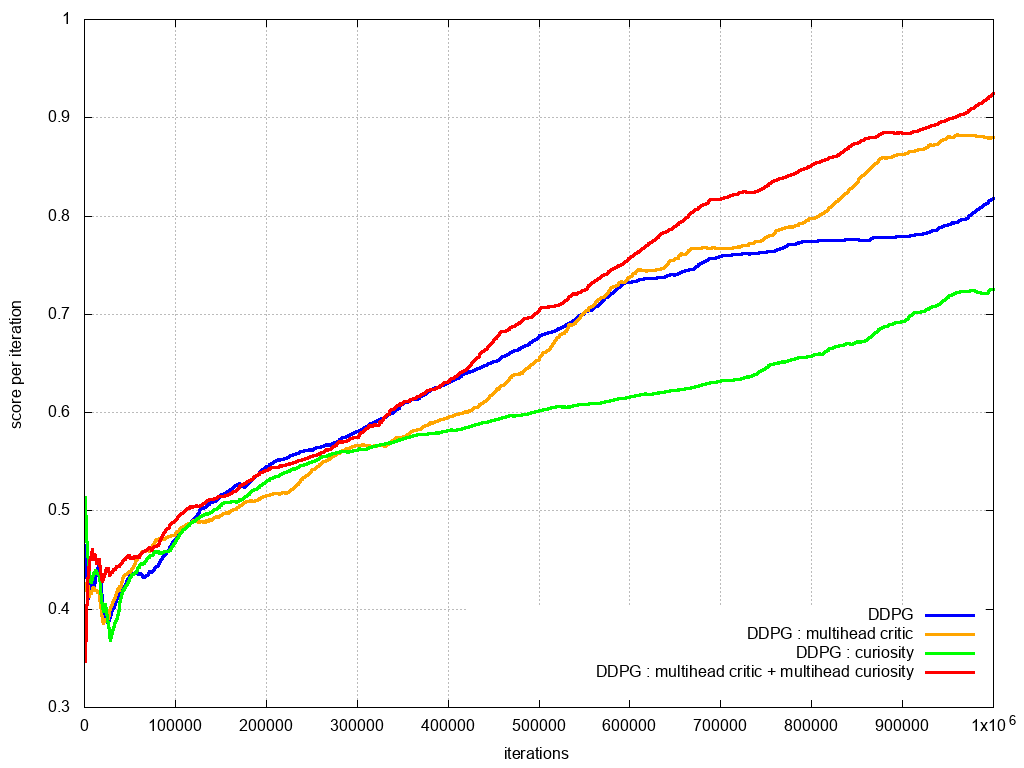 1
0.9
0.8
0.7
0.6
0.5
0.4
0.3
score per iteration
DDPG
DDPG : multihead critic
DDPG : curiosity
DDPG : multihead critic + multihead curiosity
0 100000 200000 300000 400000 500000 600000 700000 800000 900000 1x10^6
iterations